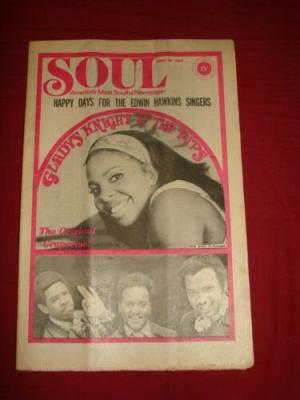 SOUL
America's Most Soulful Newspaper
15¢
HAPPY DAYS FOR THE EDWIN HAWKINS SINGERS
GLADYS KNIGHT & THE PIPS
The Original
Grapevine!